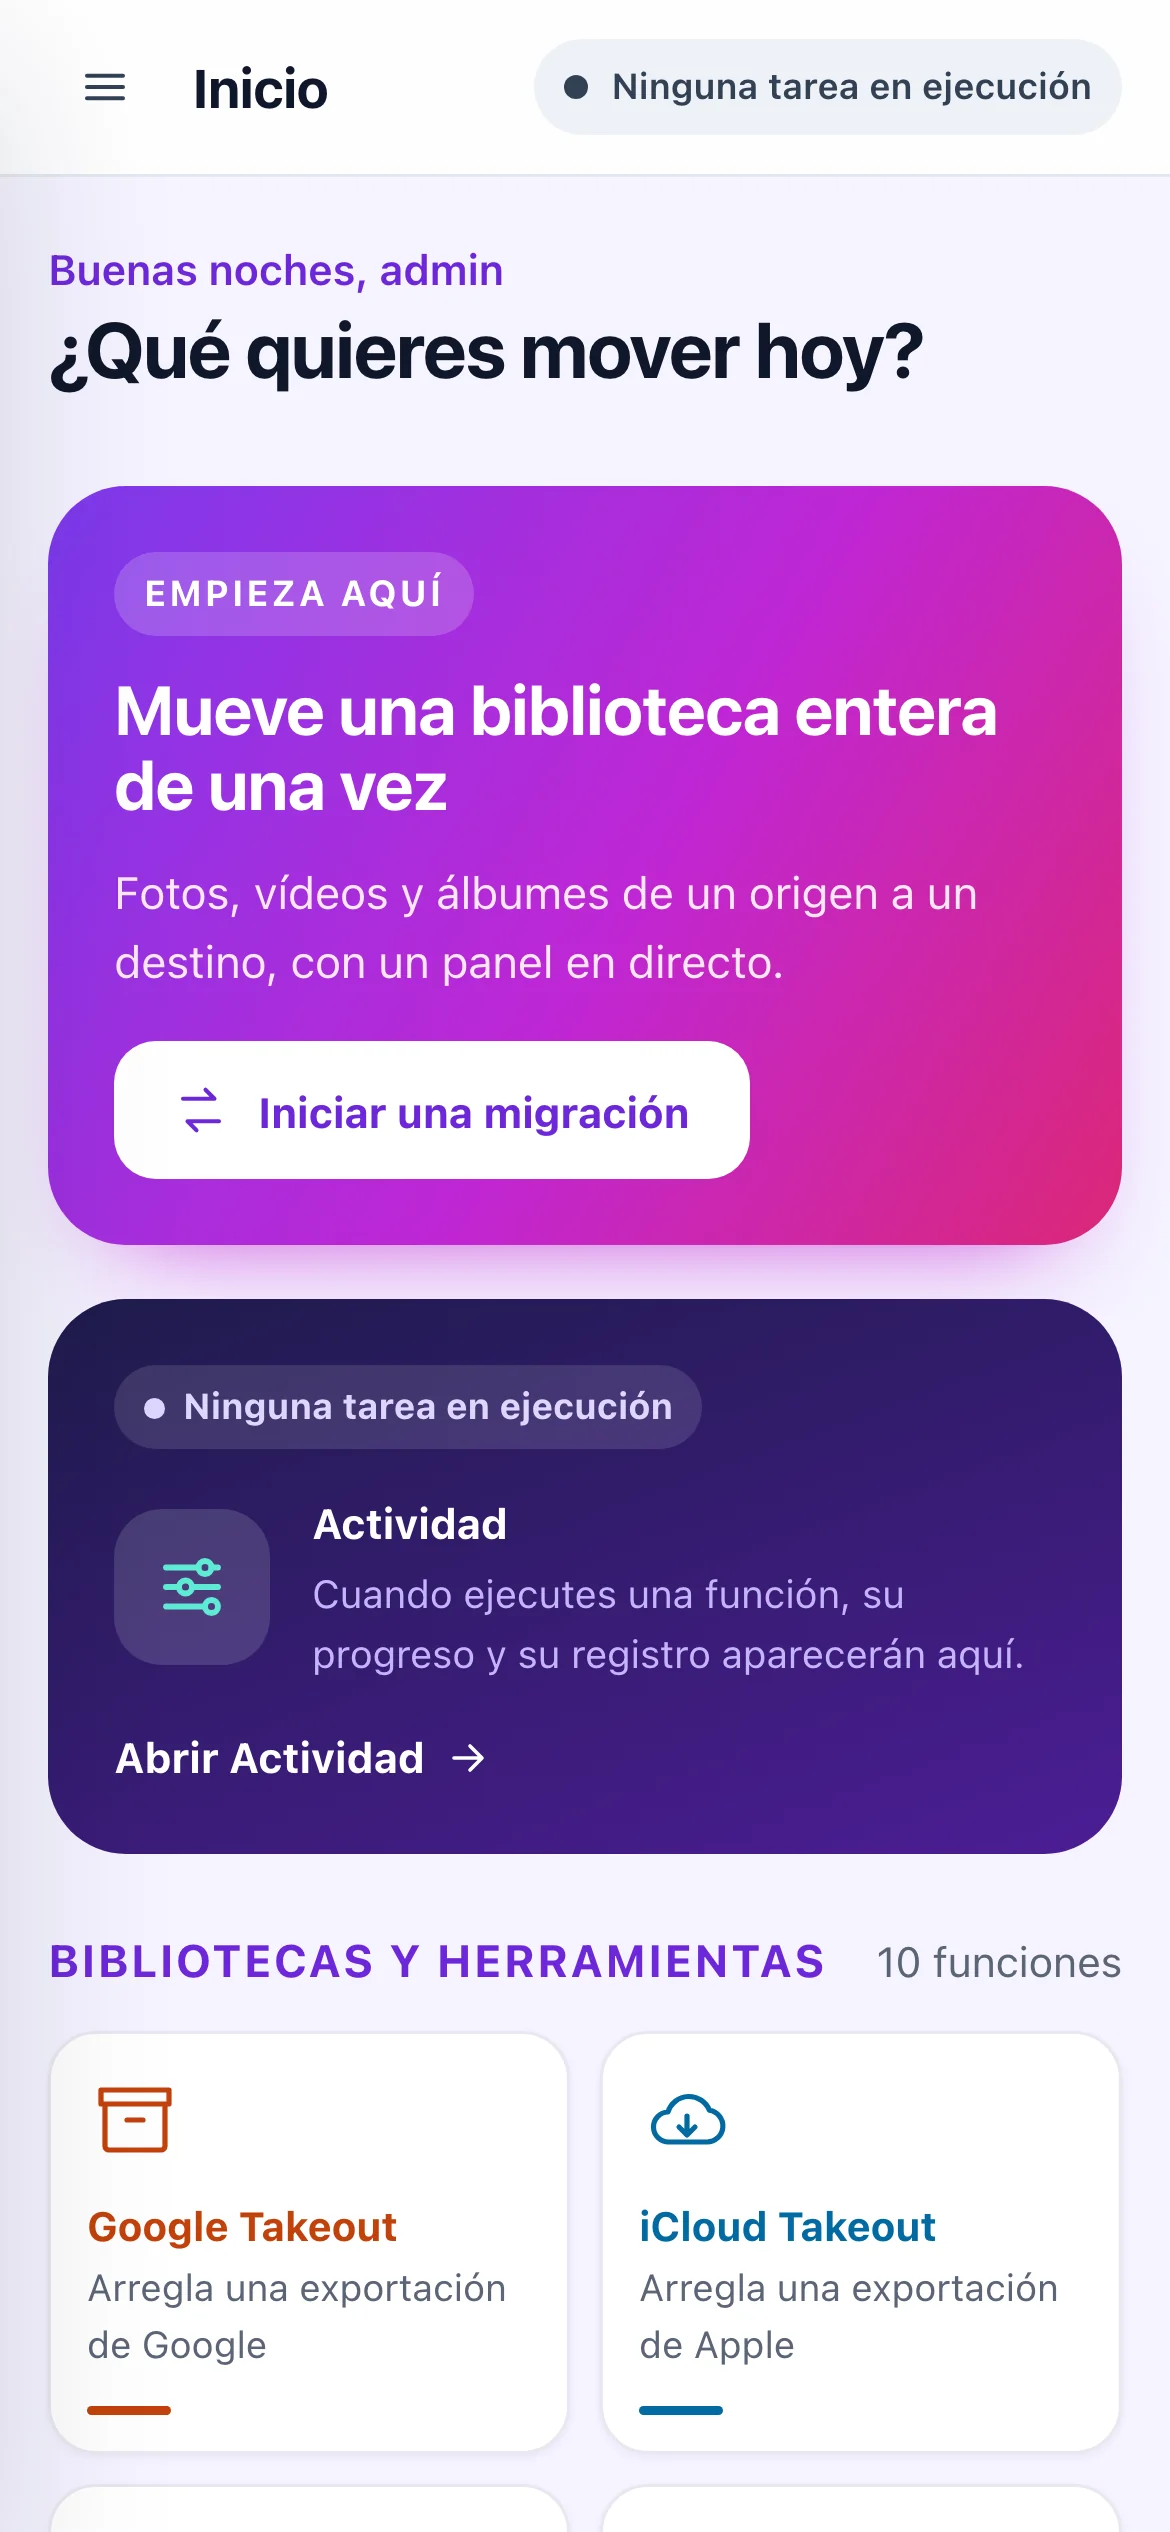 Inicio
Ninguna tarea en ejecución
Buenas noches, admin
¿Qué quieres mover hoy?
EMPIEZA AQUÍ
Mueve una biblioteca entera
de una vez
Fotos, vídeos y álbumes de un origen a un
destino, con un panel en directo.
Iniciar una migración
Ninguna tarea en ejecución
Actividad
Cuando ejecutes una función, su
progreso y su registro aparecerán aquí.
Abrir Actividad →
BIBLIOTECAS Y HERRAMIENTAS
10 funciones
Google Takeout
Arregla una exportación
de Google
iCloud Takeout
Arregla una exportación
de Apple